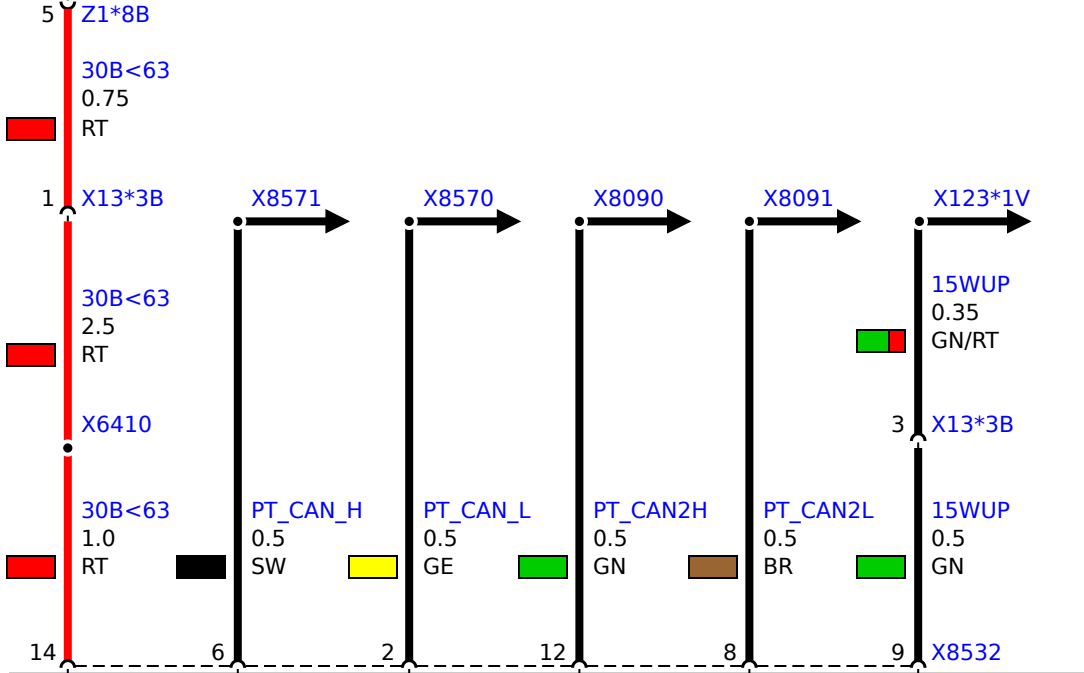 5 Z1*8B
30B<63
0.75
RT
1 X13*3B X8571 X8570 X8090 X8091 X123*1V
30B<63 15WUP
2.5 0.35
RT GN/RT
X6410 3 X13*3B
30B<63 PT_CAN_H PT_CAN_L PT_CAN2H PT_CAN2L 15WUP
1.0 0.5 0.5 0.5 0.5 0.5
RT SW GE GN BR GN
14 6 2 12 8 9 X8532